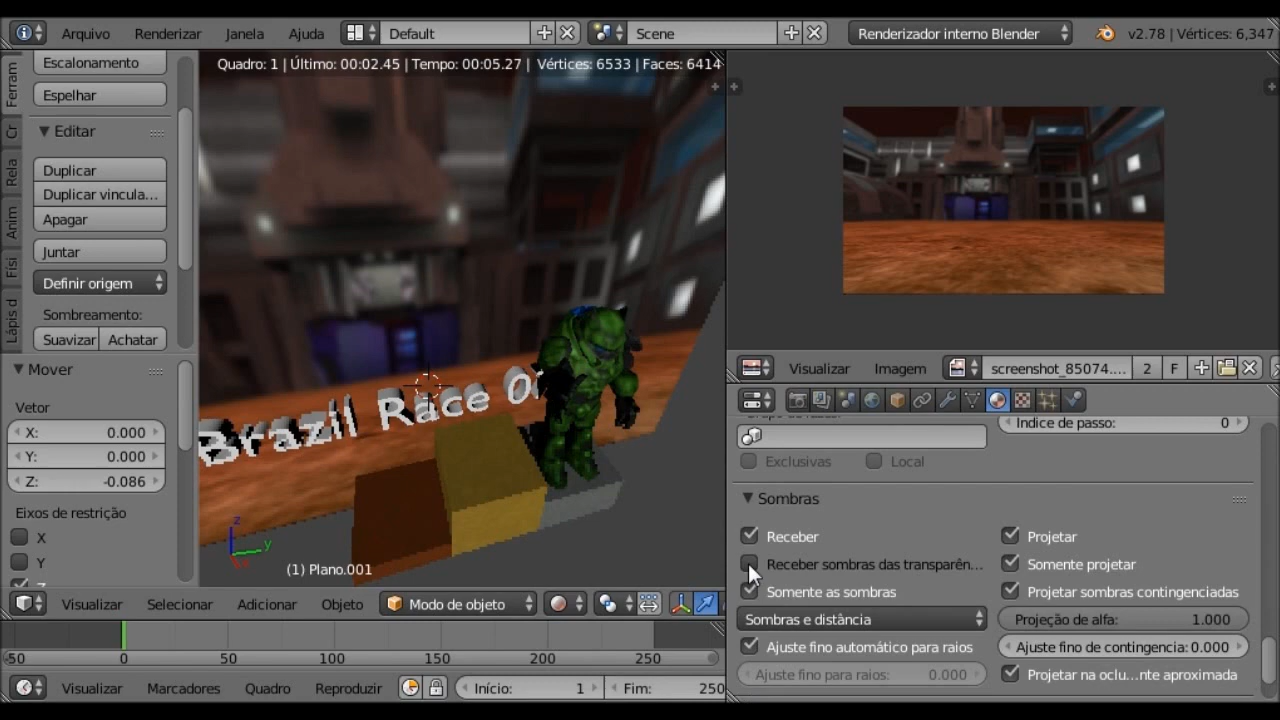 Arquivo Renderizar Janela Ajuda Default Scene Renderizador interno Blender v2.78 | Vértices: 6,347
Ferram
Cr
Rela
Anim
Físi
Lápis d
Escalonamento
Espelhar
Editar
Duplicar
Duplicar vincula...
Apagar
Juntar
Definir origem
Sombreamento:
Suavizar Achatar
Mover
Vetor
X: 0.000
Y: 0.000
Z: -0.086
Eixos de restrição
X
Y
Quadro: 1 | Último: 00:02.45 | Tempo: 00:05.27 | Vértices: 6533 | Faces: 6414
Brazil Race
z
y
x
(1) Plano.001
Visualizar Selecionar Adicionar Objeto Modo de objeto
-50 0 50 100 150 200 250
Visualizar Marcadores Quadro Reproduzir Início: 1 Fim: 250
Visualizar Imagem screenshot_85074.... 2 F
Índice de passo: 0
Exclusivas Local
Sombras
Receber Projetar
Receber sombras das transparên... Somente projetar
Somente as sombras Projetar sombras contingenciadas
Sombras e distância Projeção de alfa: 1.000
Ajuste fino automático para raios Ajuste fino de contingencia: 0.000
Ajuste fino para raios: 0.000 Projetar na oclu...nte aproximada